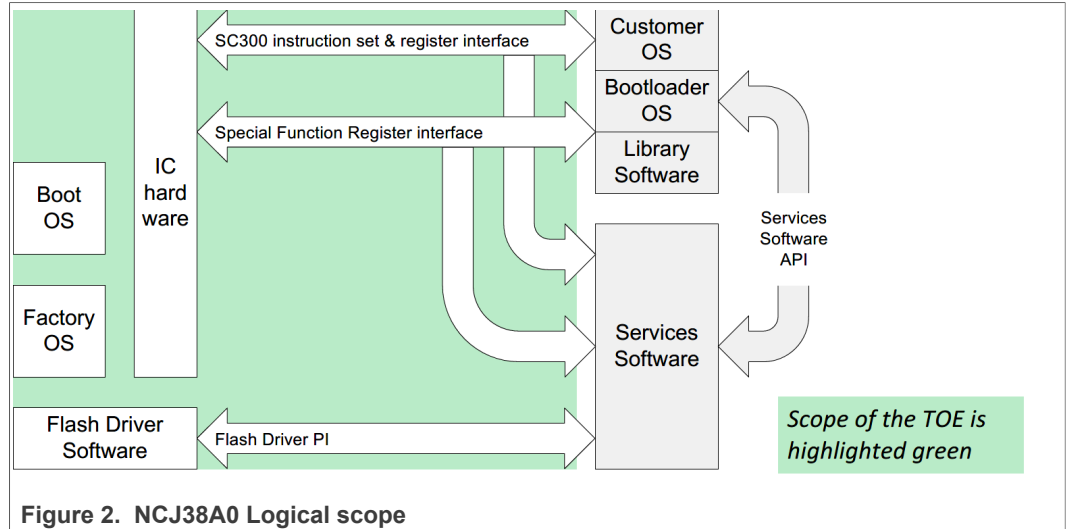 SC300 instruction set & register interface
Customer
OS
Bootloader
OS
Special Function Register interface
Library
Software
IC
hard
ware
Boot
OS
Services
Software
API
Factory
OS
Services
Software
Flash Driver
Software
Flash Driver PI
Scope of the TOE is
highlighted green
Figure 2. NCJ38A0 Logical scope